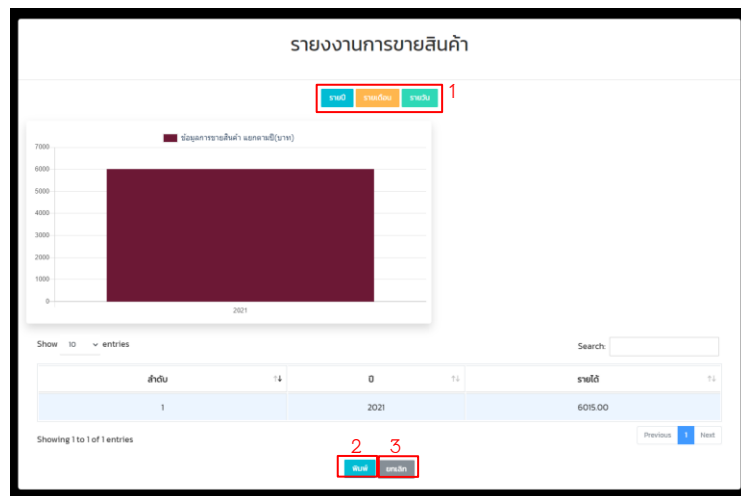 รายงงานการขายสินค้า
รายปี รายเดือน รายวัน 1
ข้อมูลการขายสินค้า แยกตามปี(บาท)
7000
6000
5000
4000
3000
2000
1000
0
2021
Show 10 entries Search:
ลำดับ ปี รายได้
1 2021 6015.00
Showing 1 to 1 of 1 entries Previous 1 Next
2 3
พิมพ์ ยกเลิก